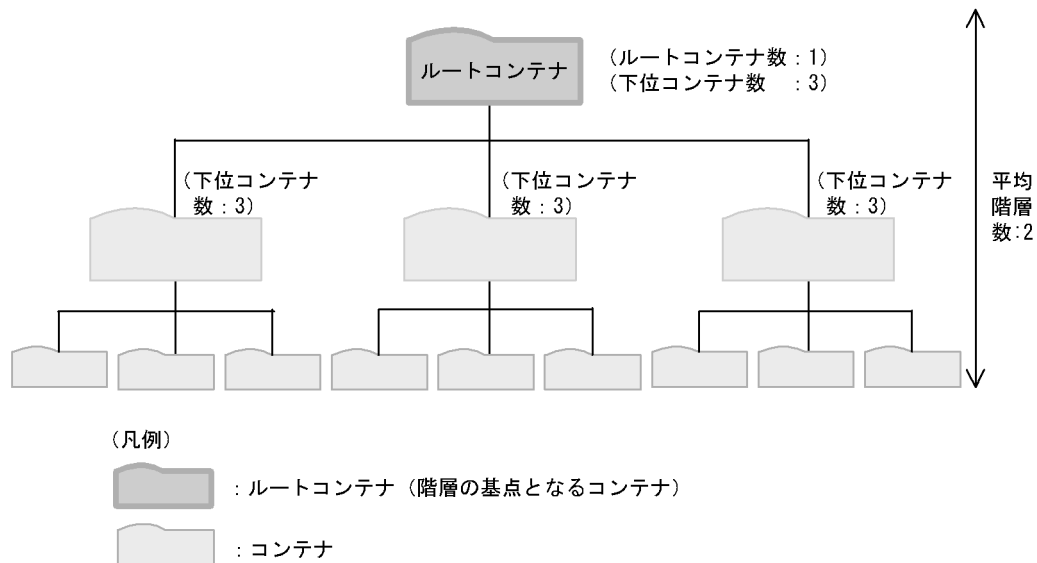 ルートコンテナ
(ルートコンテナ数:1)
(下位コンテナ数 :3)
(下位コンテナ
数:3)
(下位コンテナ
数:3)
(下位コンテナ
数:3)
平均
階層
数:2
(凡例)
:ルートコンテナ(階層の基点となるコンテナ)
:コンテナ